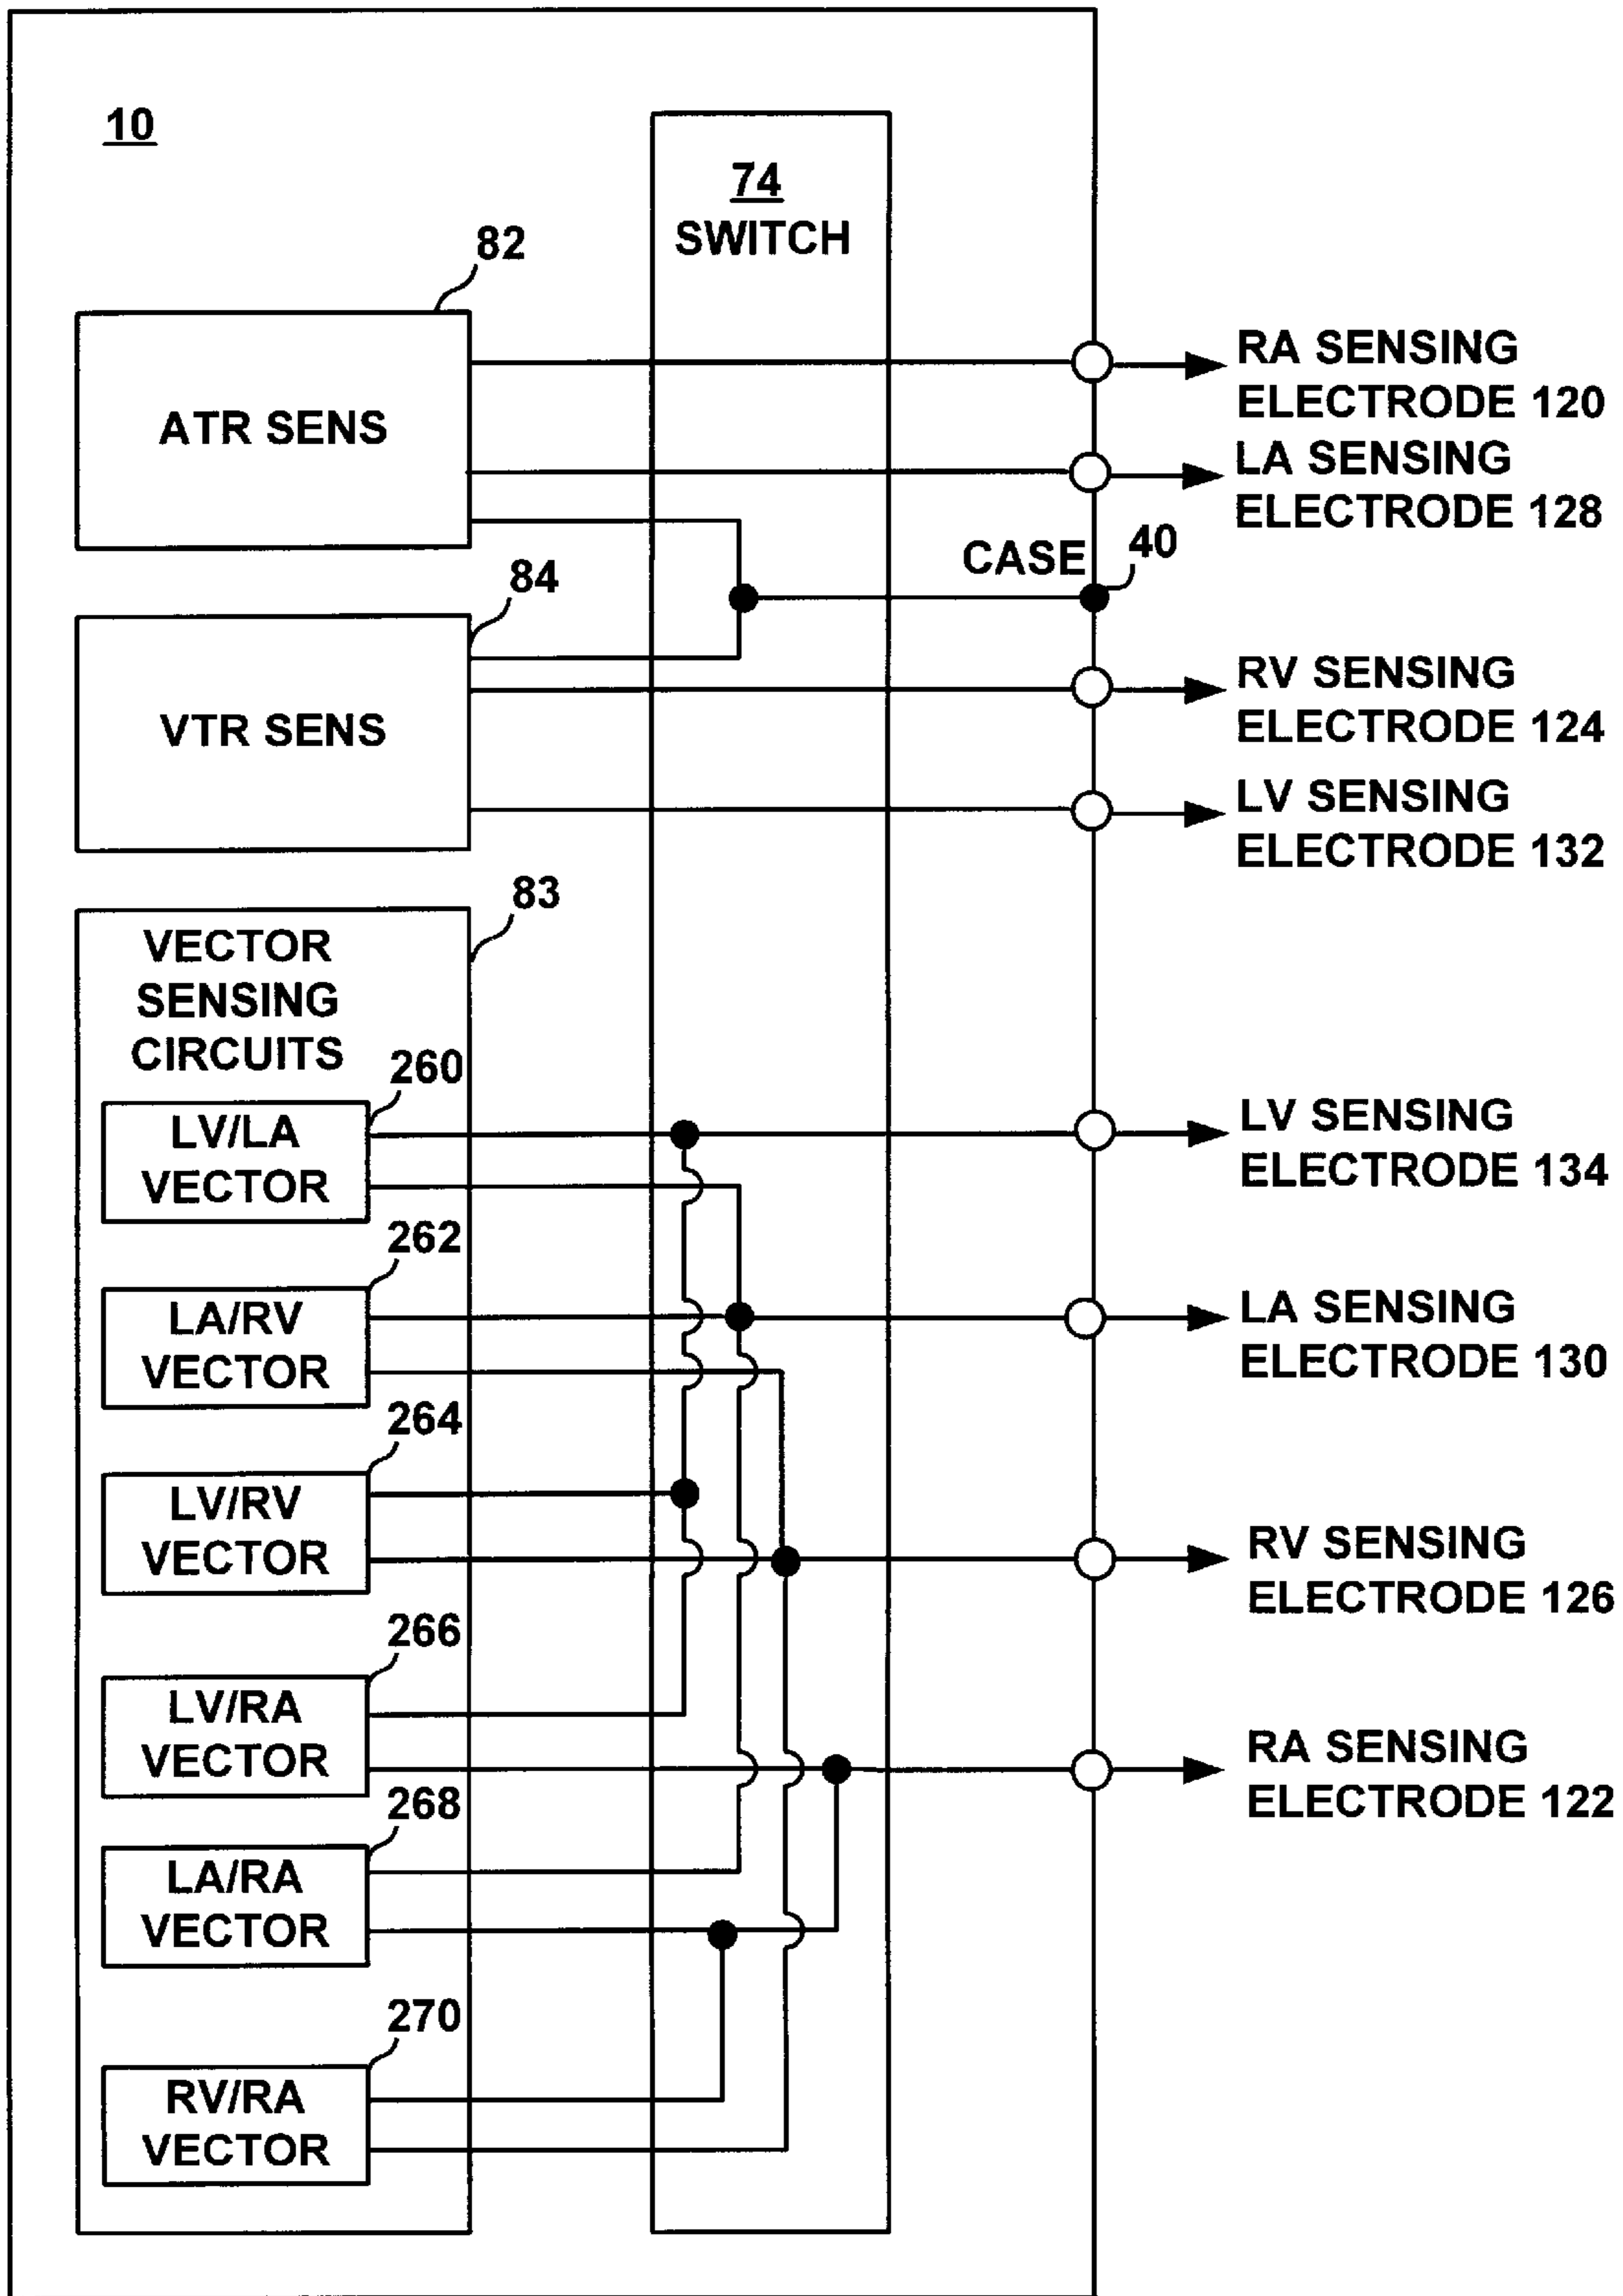 10
74
SWITCH
82
ATR SENS
RA SENSING
ELECTRODE 120
LA SENSING
ELECTRODE 128
CASE
40
84
VTR SENS
RV SENSING
ELECTRODE 124
LV SENSING
ELECTRODE 132
83
VECTOR
SENSING
CIRCUITS
260
LV/LA
VECTOR
LV SENSING
ELECTRODE 134
262
LA/RV
VECTOR
LA SENSING
ELECTRODE 130
264
LV/RV
VECTOR
RV SENSING
ELECTRODE 126
266
LV/RA
VECTOR
RA SENSING
ELECTRODE 122
268
LA/RA
VECTOR
270
RV/RA
VECTOR